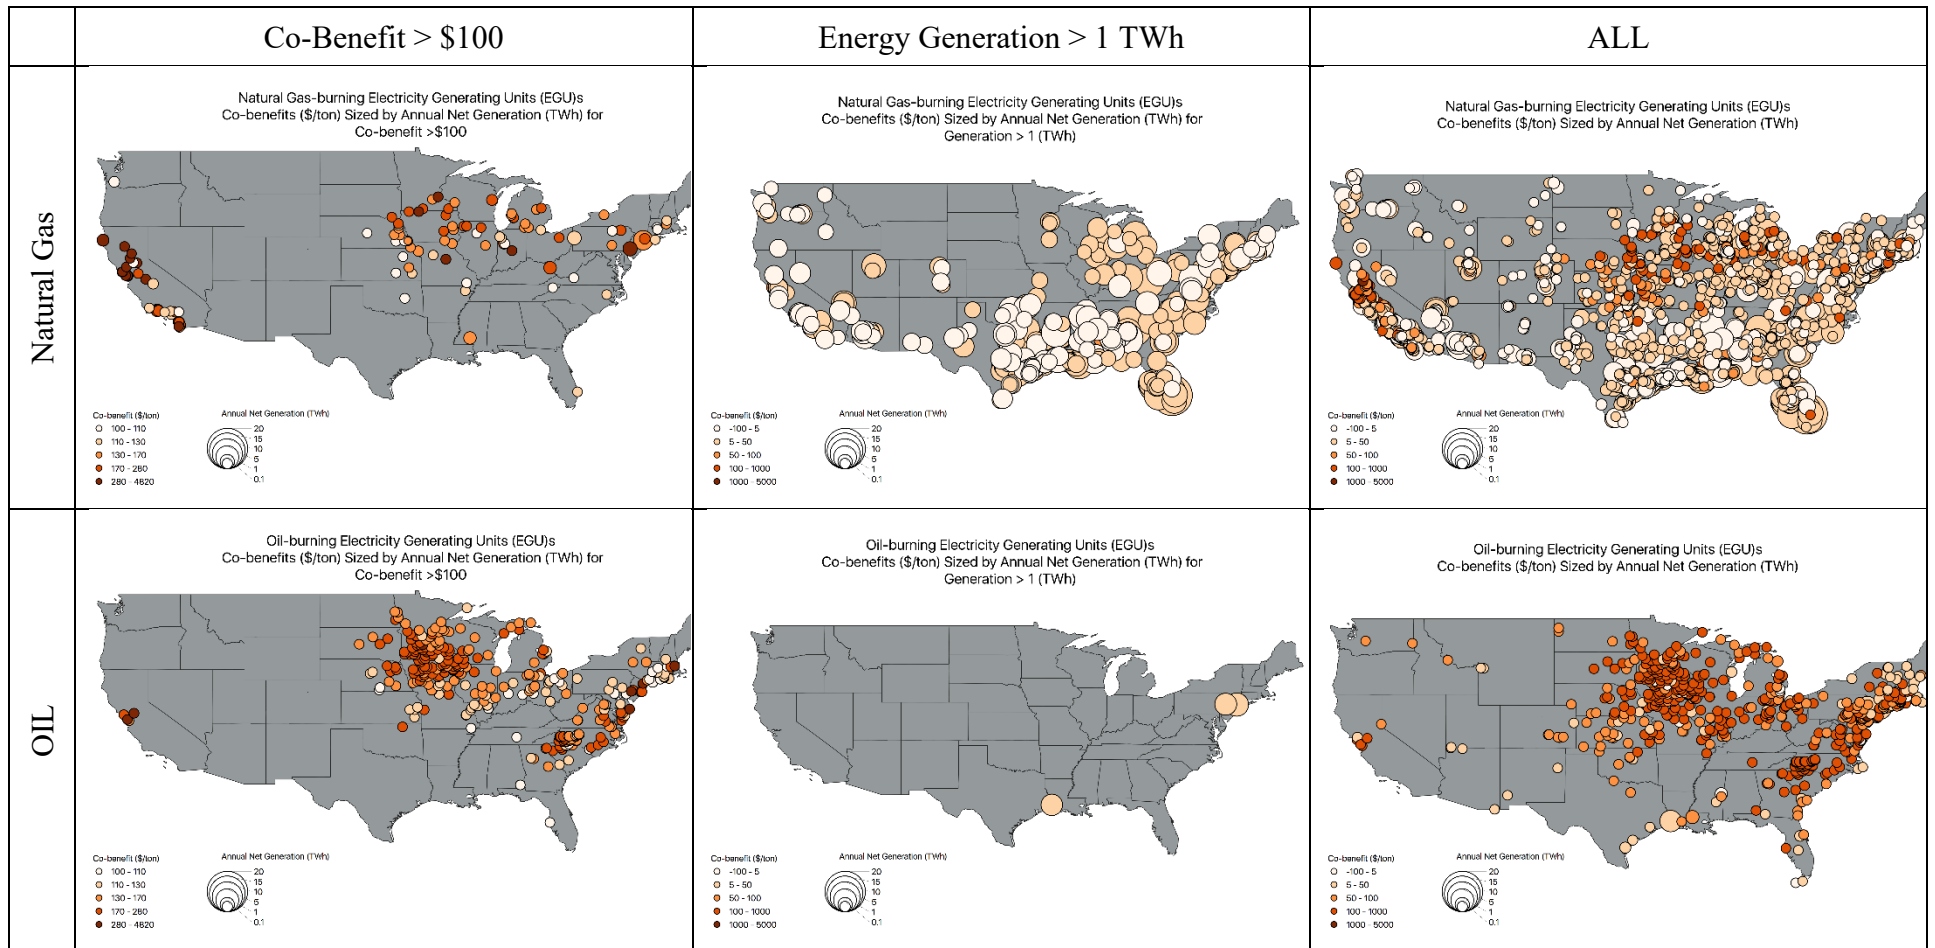 Co-Benefit > $100
Energy Generation > 1 TWh
ALL
Natural Gas
Natural Gas-burning Electricity Generating Units (EGU)s
Co-benefits ($/ton) Sized by Annual Net Generation (TWh) for
Co-benefit >$100
Co-benefit ($/ton)
100 - 110
110 - 130
130 - 170
170 - 280
280 - 4820
Annual Net Generation (TWh)
20
15
10
5
1
0.1
Natural Gas-burning Electricity Generating Units (EGU)s
Co-benefits ($/ton) Sized by Annual Net Generation (TWh) for
Generation > 1 (TWh)
Co-benefit ($/ton)
-100 - 5
5 - 50
50 - 100
100 - 1000
1000 - 5000
Annual Net Generation (TWh)
20
15
10
5
1
0.1
Natural Gas-burning Electricity Generating Units (EGU)s
Co-benefits ($/ton) Sized by Annual Net Generation (TWh)
Co-benefit ($/ton)
-100 - 5
5 - 50
50 - 100
100 - 1000
1000 - 5000
Annual Net Generation (TWh)
20
15
10
5
1
0.1
OIL
Oil-burning Electricity Generating Units (EGU)s
Co-benefits ($/ton) Sized by Annual Net Generation (TWh) for
Co-benefit >$100
Co-benefit ($/ton)
100 - 110
110 - 130
130 - 170
170 - 280
280 - 4820
Annual Net Generation (TWh)
20
15
10
5
1
0.1
Oil-burning Electricity Generating Units (EGU)s
Co-benefits ($/ton) Sized by Annual Net Generation (TWh) for
Generation > 1 (TWh)
Co-benefit ($/ton)
-100 - 5
5 - 50
50 - 100
100 - 1000
1000 - 5000
Annual Net Generation (TWh)
20
15
10
5
1
0.1
Oil-burning Electricity Generating Units (EGU)s
Co-benefits ($/ton) Sized by Annual Net Generation (TWh)
Co-benefit ($/ton)
-100 - 5
5 - 50
50 - 100
100 - 1000
1000 - 5000
Annual Net Generation (TWh)
20
15
10
5
1
0.1